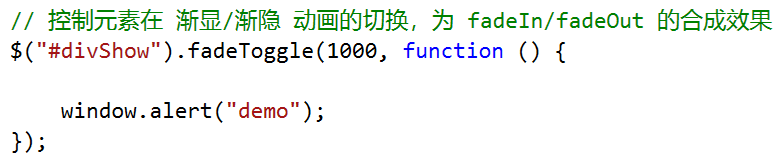 // 控制元素在 渐显/渐隐 动画的切换，为 fadeIn/fadeOut 的合成效果
$("#divShow").fadeToggle(1000, function () {
window.alert("demo");
});